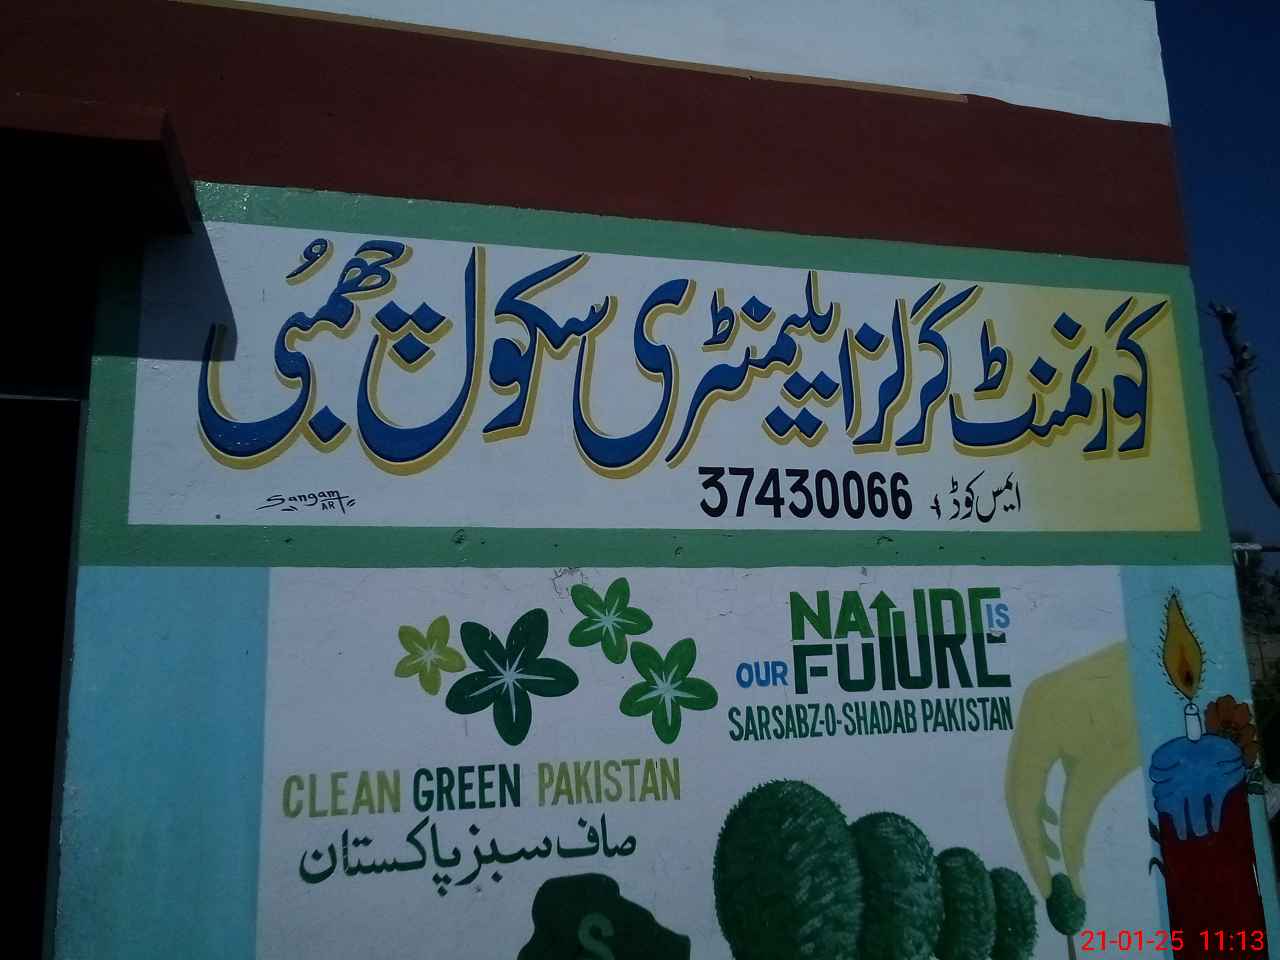 گورنمنٹ گرلز ایلیمنٹری سکول چھمبی
ایمس کوڈ 37430066
Sangam
ART
NATURE IS
OUR FUTURE
SARSABZ-O-SHADAB PAKISTAN
CLEAN GREEN PAKISTAN
صاف سبز پاکستان
S
21-01-25 11:13